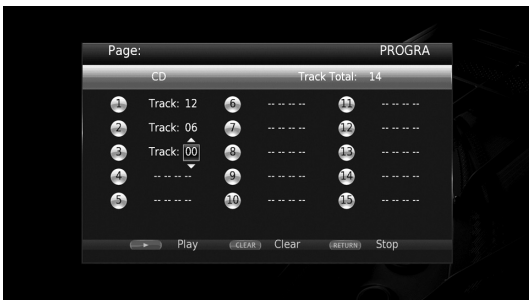 Page: PROGRA
CD Track Total: 14
1 Track: 12 6 -- -- -- -- 11 -- -- -- --
2 Track: 06 7 -- -- -- -- 12 -- -- -- --
3 Track: 00 8 -- -- -- -- 13 -- -- -- --
4 -- -- -- -- 9 -- -- -- -- 14 -- -- -- --
5 -- -- -- -- 10 -- -- -- -- 15 -- -- -- --
Play CLEAR Clear RETURN Stop